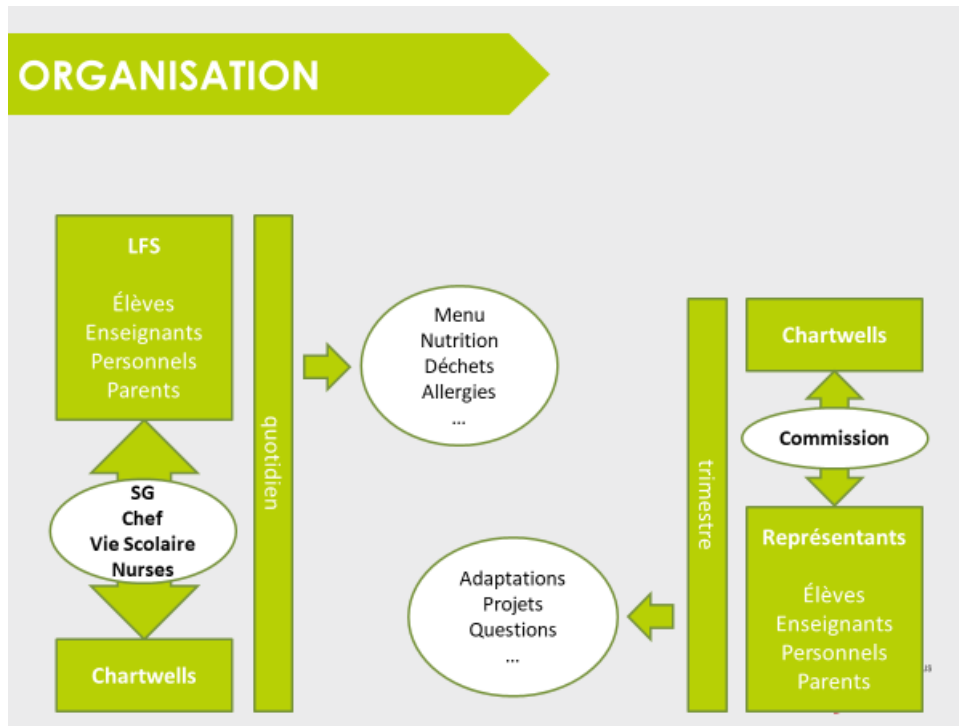 ORGANISATION
LFS
Élèves
Enseignants
Personnels
Parents
SG
Chef
Vie Scolaire
Nurses
Chartwells
quotidien
Menu
Nutrition
Déchets
Allergies
...
Adaptations
Projets
Questions
...
trimestre
Chartwells
Commission
Représentants
Élèves
Enseignants
Personnels
Parents